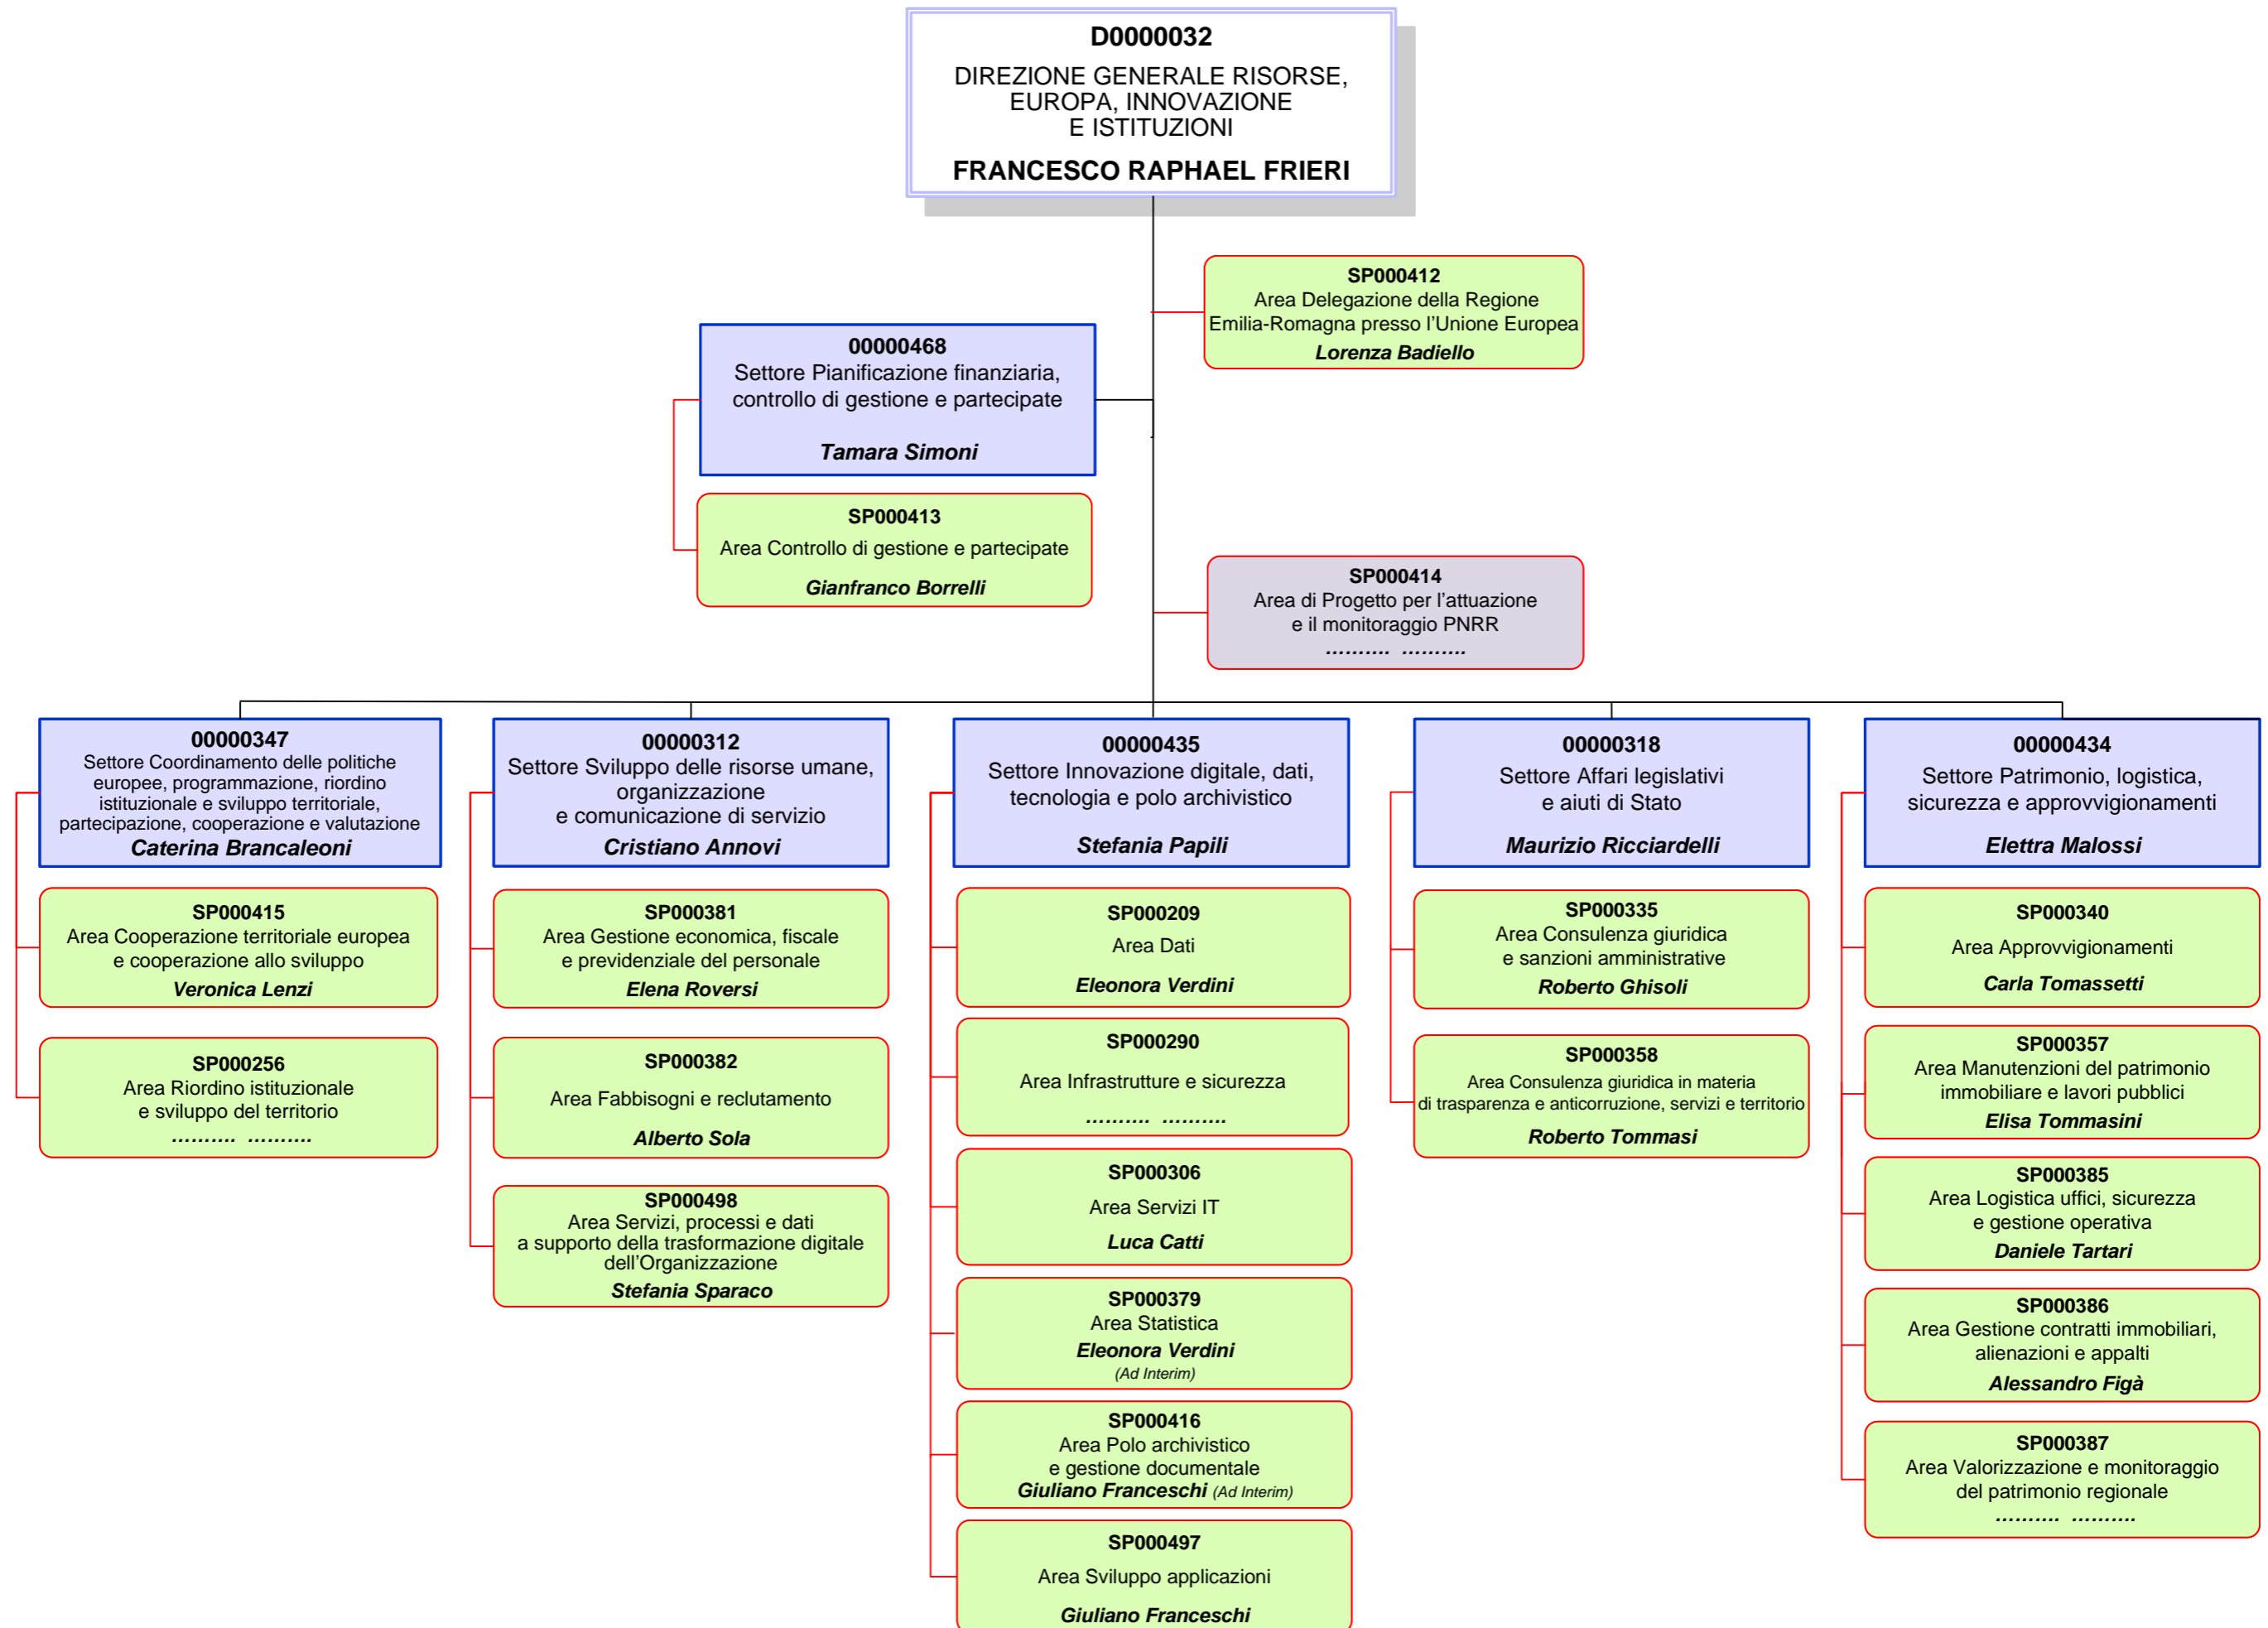 D0000032
DIREZIONE GENERALE RISORSE,
EUROPA, INNOVAZIONE
E ISTITUZIONI
FRANCESCO RAPHAEL FRIERI
SP000412
Area Delegazione della Regione
Emilia-Romagna presso l'Unione Europea
Lorenza Badiello
00000468
Settore Pianificazione finanziaria,
controllo di gestione e partecipate
Tamara Simoni
SP000413
Area Controllo di gestione e partecipate
Gianfranco Borrelli
SP000414
Area di Progetto per l'attuazione
e il monitoraggio PNRR
………. ……….
00000347
Settore Coordinamento delle politiche
europee, programmazione, riordino
istituzionale e sviluppo territoriale,
partecipazione, cooperazione e valutazione
Caterina Brancaleoni
SP000415
Area Cooperazione territoriale europea
e cooperazione allo sviluppo
Veronica Lenzi
SP000256
Area Riordino istituzionale
e sviluppo del territorio
………. ……….
00000312
Settore Sviluppo delle risorse umane,
organizzazione
e comunicazione di servizio
Cristiano Annovi
SP000381
Area Gestione economica, fiscale
e previdenziale del personale
Elena Roversi
SP000382
Area Fabbisogni e reclutamento
Alberto Sola
SP000498
Area Servizi, processi e dati
a supporto della trasformazione digitale
dell'Organizzazione
Stefania Sparaco
00000435
Settore Innovazione digitale, dati,
tecnologia e polo archivistico
Stefania Papili
SP000209
Area Dati
Eleonora Verdini
SP000290
Area Infrastrutture e sicurezza
………. ……….
SP000306
Area Servizi IT
Luca Catti
SP000379
Area Statistica
Eleonora Verdini
(Ad Interim)
SP000416
Area Polo archivistico
e gestione documentale
Giuliano Franceschi (Ad Interim)
SP000497
Area Sviluppo applicazioni
Giuliano Franceschi
00000318
Settore Affari legislativi
e aiuti di Stato
Maurizio Ricciardelli
SP000335
Area Consulenza giuridica
e sanzioni amministrative
Roberto Ghisoli
SP000358
Area Consulenza giuridica in materia
di trasparenza e anticorruzione, servizi e territorio
Roberto Tommasi
00000434
Settore Patrimonio, logistica,
sicurezza e approvvigionamenti
Elettra Malossi
SP000340
Area Approvvigionamenti
Carla Tomassetti
SP000357
Area Manutenzioni del patrimonio
immobiliare e lavori pubblici
Elisa Tommasini
SP000385
Area Logistica uffici, sicurezza
e gestione operativa
Daniele Tartari
SP000386
Area Gestione contratti immobiliari,
alienazioni e appalti
Alessandro Figà
SP000387
Area Valorizzazione e monitoraggio
del patrimonio regionale
………. ……….